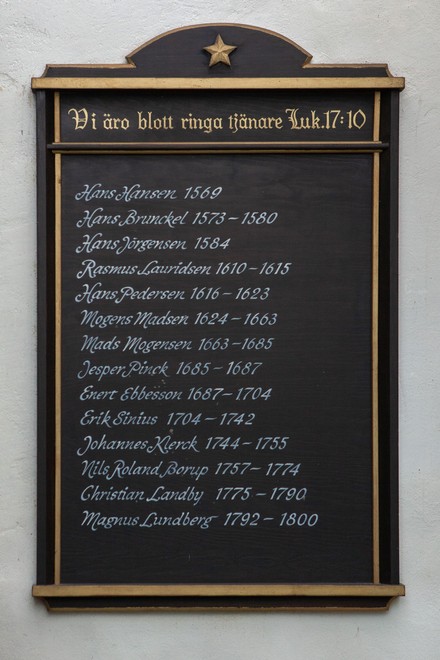 Vi äro blott ringa tjänare Luk.17:10
Hans Hansen 1569
Hans Brunckel 1573 – 1580
Hans Jörgensen 1584
Rasmus Lauridsen 1610 – 1615
Hans Pedersen 1616 – 1623
Mogens Madsen 1624 – 1663
Mads Mogensen 1663 – 1685
Jesper Pinck 1685 – 1687
Enert Ebbesson 1687 – 1704
Erik Sinius 1704 – 1742
Johannes Klerck 1744 – 1755
Nils Roland Borup 1757 – 1774
Christian Landby 1775 – 1790
Magnus Lundberg 1792 – 1800